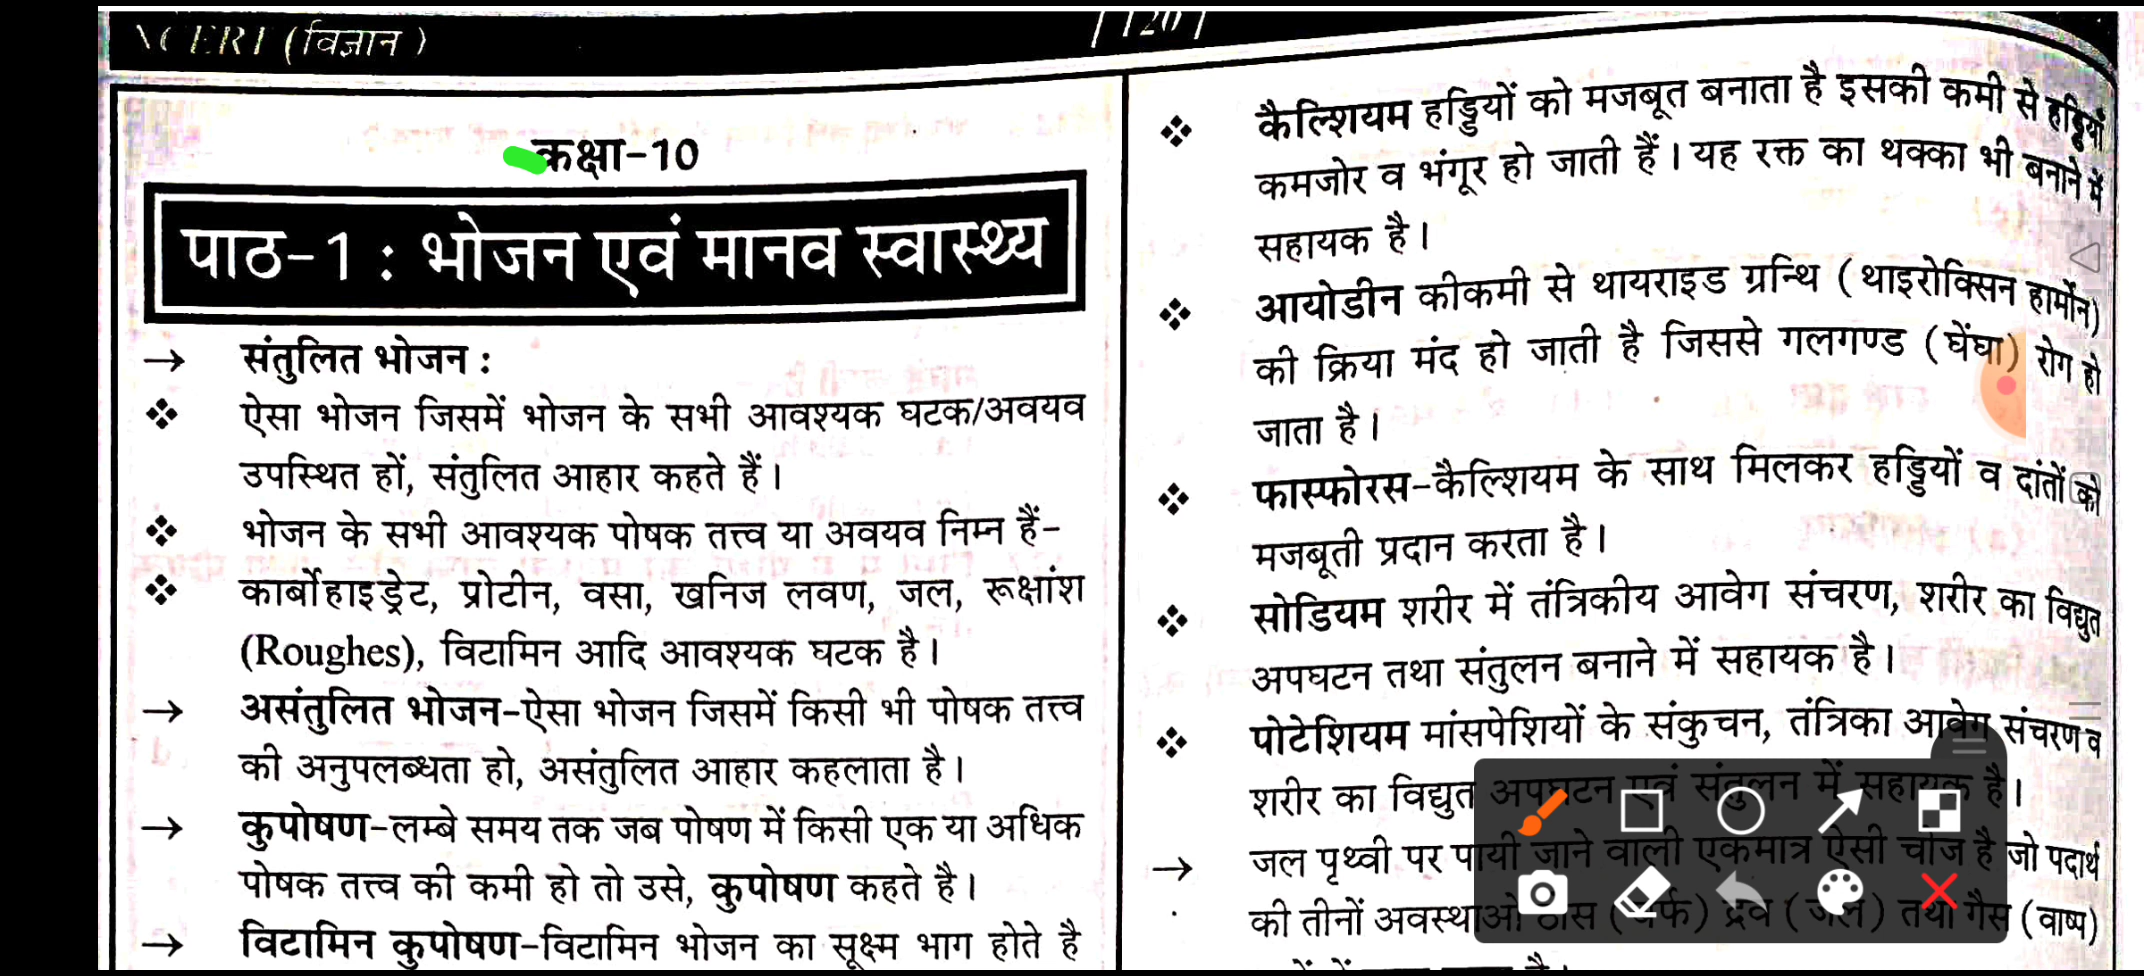 NCERT (विज्ञान)
[120]
कक्षा-10
पाठ-1 : भोजन एवं मानव स्वास्थ्य
→ संतुलित भोजन :
❖ ऐसा भोजन जिसमें भोजन के सभी आवश्यक घटक/अवयव
उपस्थित हों, संतुलित आहार कहते हैं।
❖ भोजन के सभी आवश्यक पोषक तत्त्व या अवयव निम्न हैं-
❖ कार्बोहाइड्रेट, प्रोटीन, वसा, खनिज लवण, जल, रूक्षांश
(Roughes), विटामिन आदि आवश्यक घटक है।
→ असंतुलित भोजन-ऐसा भोजन जिसमें किसी भी पोषक तत्त्व
की अनुपलब्धता हो, असंतुलित आहार कहलाता है।
→ कुपोषण-लम्बे समय तक जब पोषण में किसी एक या अधिक
पोषक तत्त्व की कमी हो तो उसे, कुपोषण कहते है।
→ विटामिन कुपोषण-विटामिन भोजन का सूक्ष्म भाग होते है
❖ कैल्शियम हड्डियों को मजबूत बनाता है इसकी कमी से हड्डियाँ
कमजोर व भंगूर हो जाती हैं। यह रक्त का थक्का भी बनाने में
सहायक है।
❖ आयोडीन कीकमी से थायराइड ग्रन्थि (थाइरोक्सिन हार्मोन)
की क्रिया मंद हो जाती है जिससे गलगण्ड (घेंघा) रोग हो
जाता है।
❖ फास्फोरस-कैल्शियम के साथ मिलकर हड्डियों व दांतों को
मजबूती प्रदान करता है।
❖ सोडियम शरीर में तंत्रिकीय आवेग संचरण, शरीर का विद्युत
अपघटन तथा संतुलन बनाने में सहायक है।
❖ पोटेशियम मांसपेशियों के संकुचन, तंत्रिका आवेग संचरण व
शरीर का विद्युत अपघटन एवं संतुलन में सहायक है।
→ जल पृथ्वी पर पायी जाने वाली एकमात्र ऐसी चीज है जो पदार्थ
की तीनों अवस्थाओं ठोस (बर्फ) द्रव (जल) तथा गैस (वाष्प)